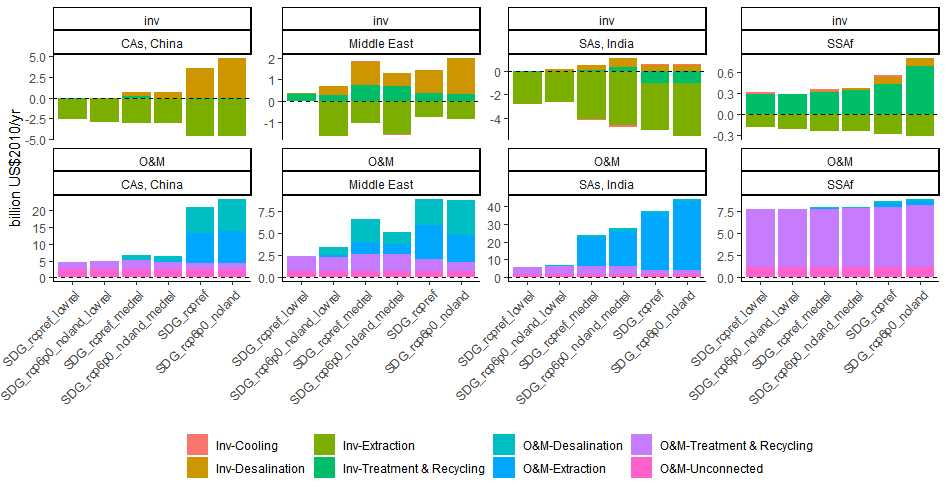 inv inv inv inv
CAs, China Middle East SAs, India SSAf
5.0 2 0 0.6
2.5 1 -2 0.3
0.0 0 -4 0.0
-2.5 -1 -0.3
-5.0
billion US$2010/yr
O&M O&M O&M O&M
CAs, China Middle East SAs, India SSAf
20 7.5 40 7.5
15 5.0 30 5.0
10 2.5 20 2.5
5 0.0 10 0.0
0 0
SDG_rcpref_lowrel SDG_rcpref_lowrel SDG_rcpref_lowrel SDG_rcpref_lowrel
SDG_rcp6p0_noland_lowrel SDG_rcp6p0_noland_lowrel SDG_rcp6p0_noland_lowrel SDG_rcp6p0_noland_lowrel
SDG_rcpref_medrel SDG_rcpref_medrel SDG_rcpref_medrel SDG_rcpref_medrel
SDG_rcp6p0_noland_medrel SDG_rcp6p0_noland_medrel SDG_rcp6p0_noland_medrel SDG_rcp6p0_noland_medrel
SDG_rcpref SDG_rcpref SDG_rcpref SDG_rcpref
SDG_rcp6p0_noland SDG_rcp6p0_noland SDG_rcp6p0_noland SDG_rcp6p0_noland
Inv-Cooling Inv-Extraction O&M-Desalination O&M-Treatment & Recycling
Inv-Desalination Inv-Treatment & Recycling O&M-Extraction O&M-Unconnected